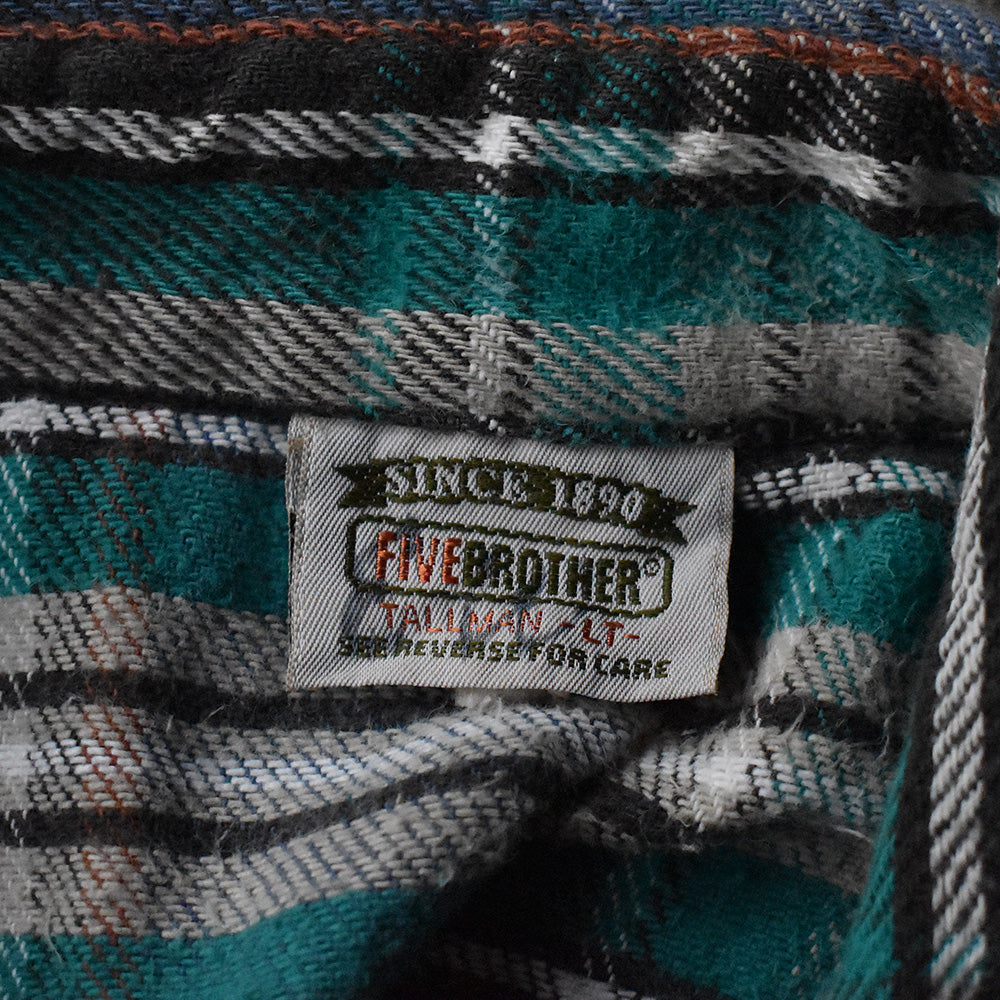 SINCE 1890
FIVEBROTHER®
TALLMAN -LT-
SEE REVERSE FOR CARE